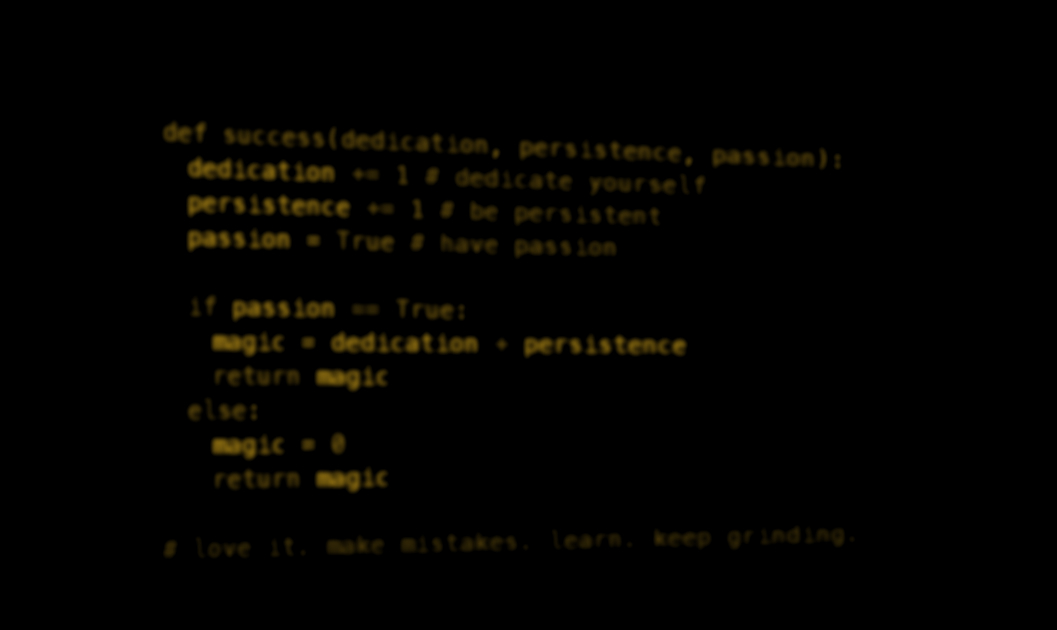 def success(dedication, persistence, passion):
  dedication += 1 # dedicate yourself
  persistence += 1 # be persistent
  passion = True # have passion

  if passion == True:
    magic = dedication + persistence
    return magic
  else:
    magic = 0
    return magic

# love it. make mistakes. learn. keep grinding.